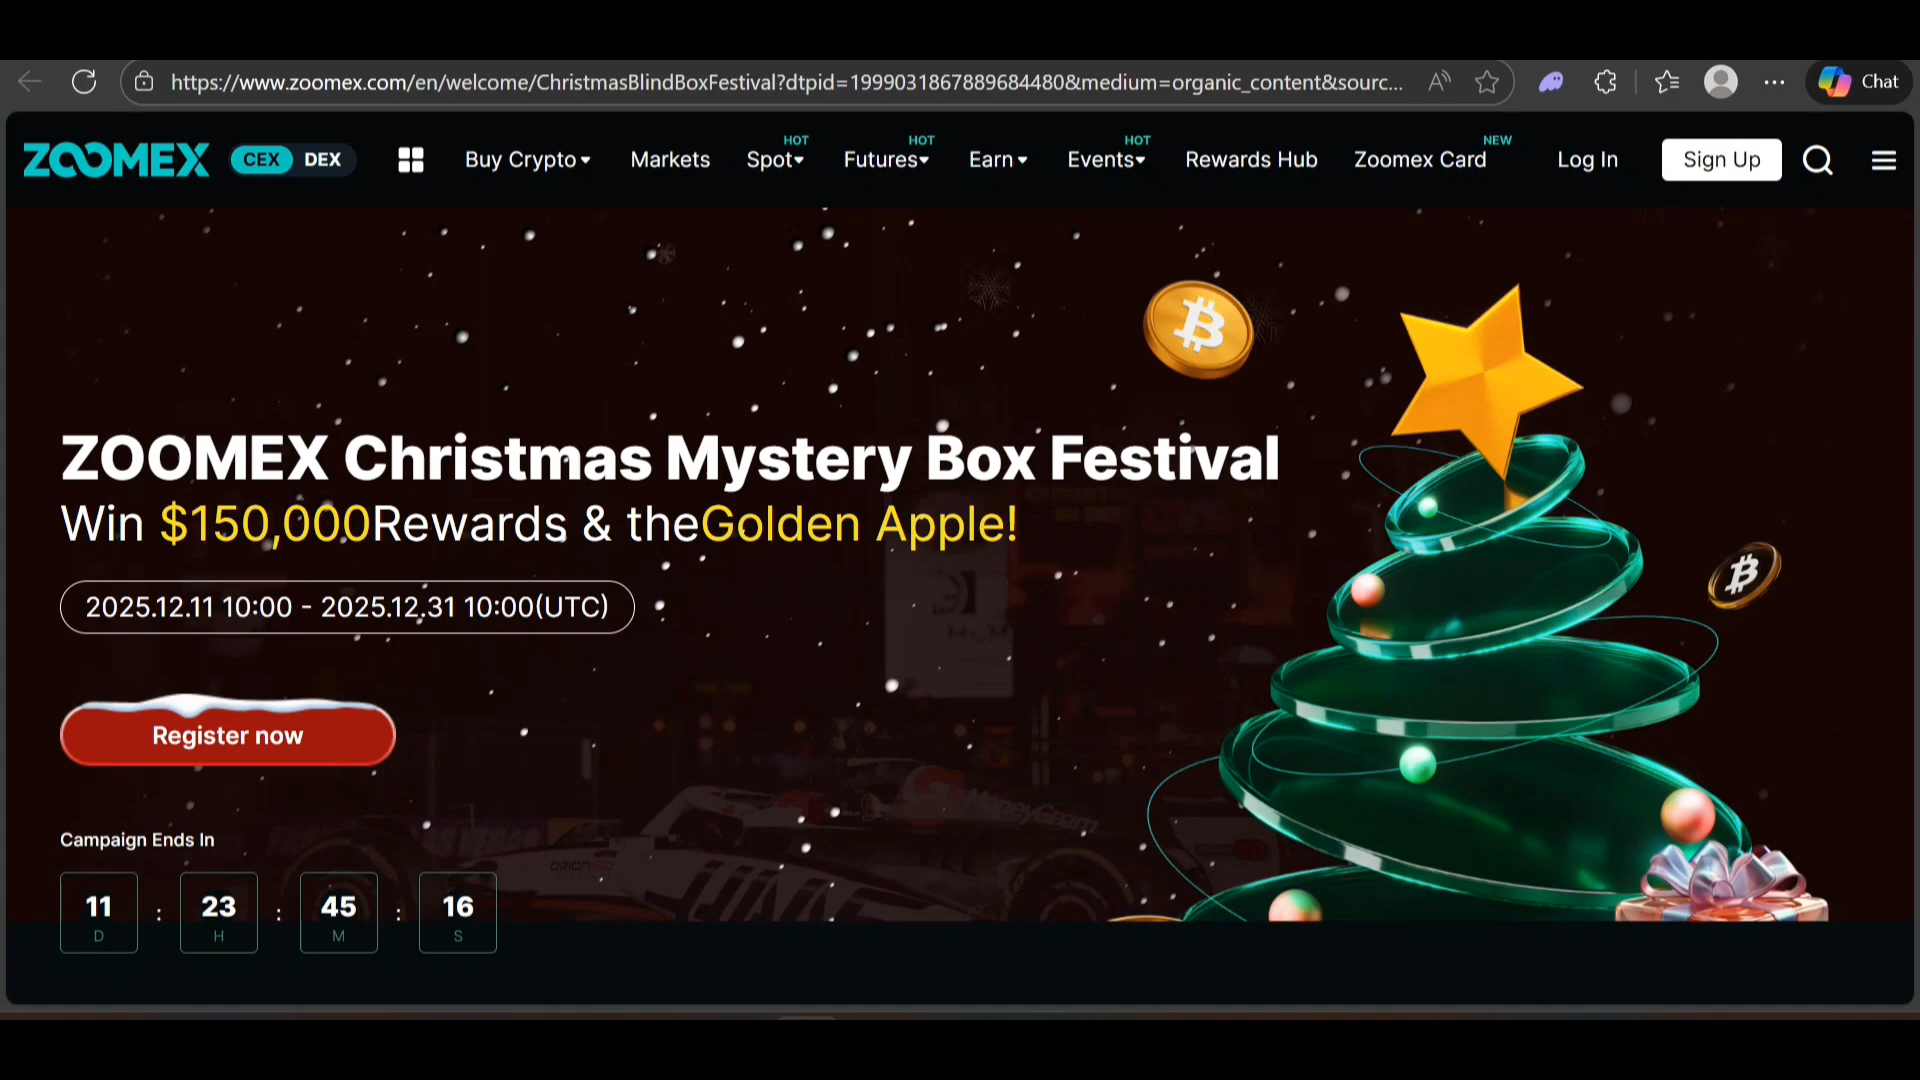 https://www.zoomex.com/en/welcome/ChristmasBlindBoxFestival?dtpid=1999031867889684480&medium=organic_content&sourc...
Chat
ZOOMEX
CEX DEX
Buy Crypto
Markets
Spot HOT
Futures HOT
Earn
Events HOT
Rewards Hub
Zoomex Card NEW
Log In
Sign Up
ZOOMEX Christmas Mystery Box Festival
Win $150,000Rewards & theGolden Apple!
2025.12.11 10:00 - 2025.12.31 10:00(UTC)
Register now
MoneyGram
Campaign Ends In
11 : 23 : 45 : 16
D H M S